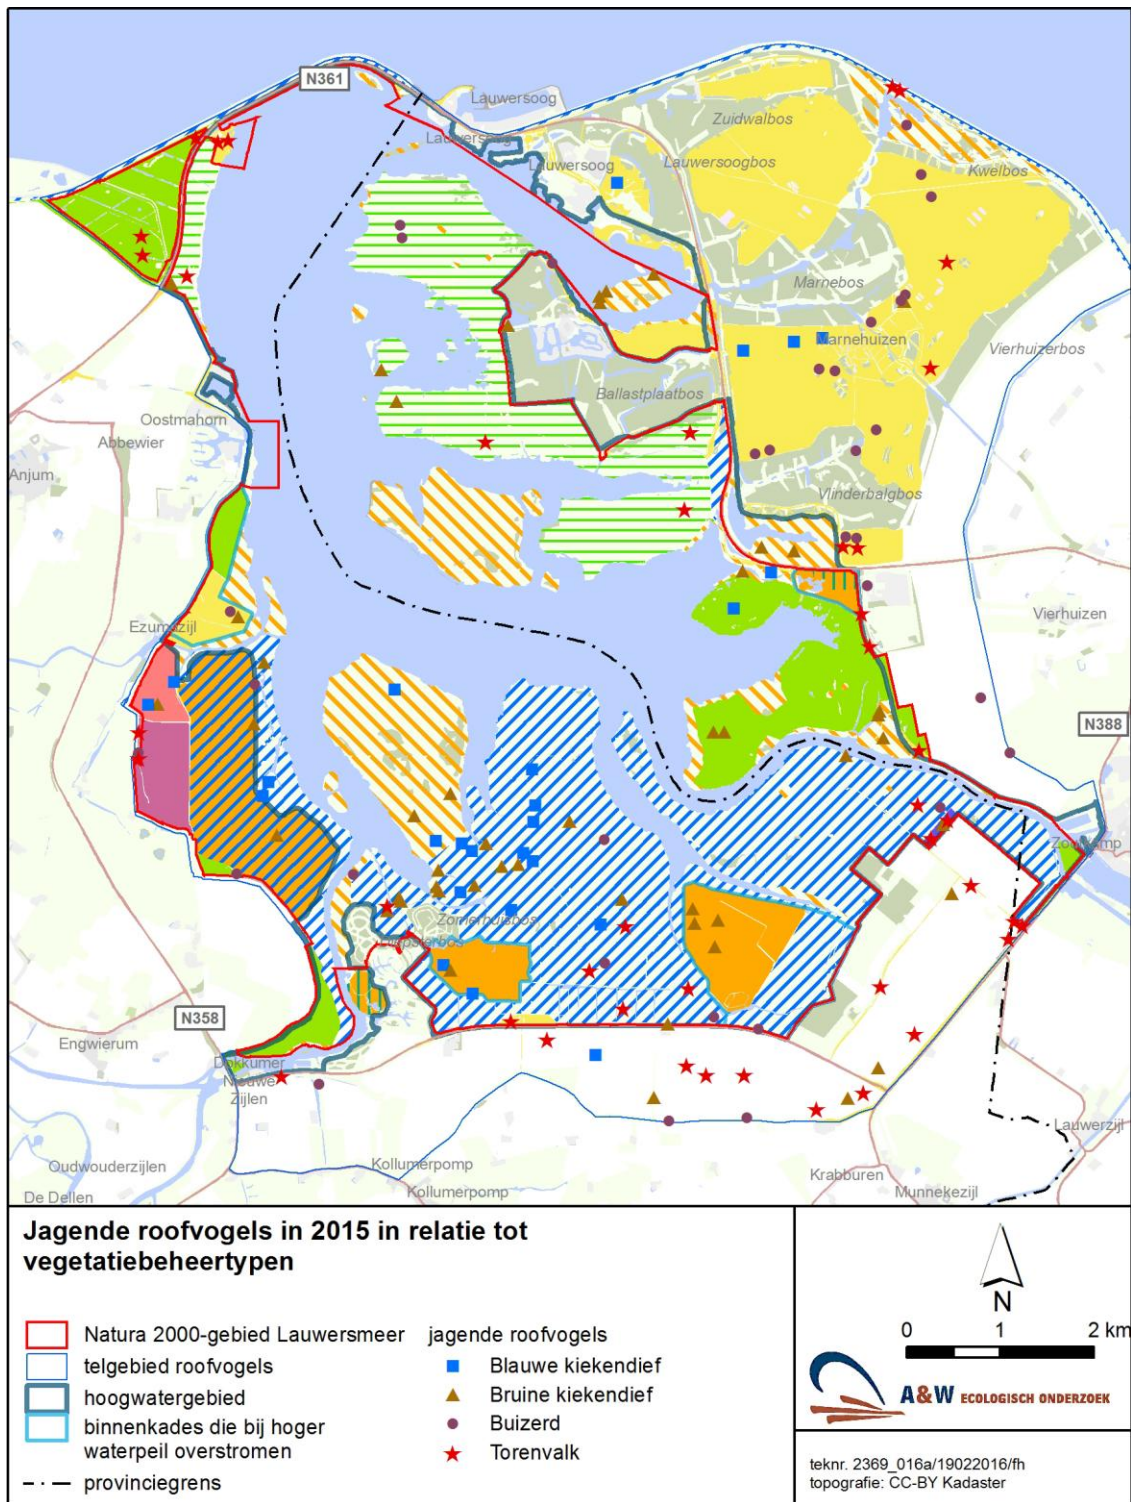 N361
Lauwersoog
Lauwersoog
Lauwersoog
Zuidwalbos
Lauwersoogbos
Kwelbos
Marnebos
Marnehuizen
Vierhuizerbos
Ballastplaatbos
Oostmahorn
Abbewier
Anjum
Vlinderbalgbos
Ezumazijl
Vierhuizen
N388
Zoutkamp
Zomerhuisbos
Diepsterbos
N358
Engwierum
Dokkumer
Nieuwe
Zijlen
Oudwouderzijlen
De Dellen
Kollumerpomp
Kollumerpomp
Krabburen
Munnekezijl
Lauwerzijl
Jagende roofvogels in 2015 in relatie tot
vegetatiebeheertypen
Natura 2000-gebied Lauwersmeer
telgebied roofvogels
hoogwatergebied
binnenkades die bij hoger
waterpeil overstromen
provinciegrens
jagende roofvogels
Blauwe kiekendief
Bruine kiekendief
Buizerd
Torenvalk
N
0 1 2 km
A&W ECOLOGISCH ONDERZOEK
teknr. 2369_016a/19022016/fh
topografie: CC-BY Kadaster